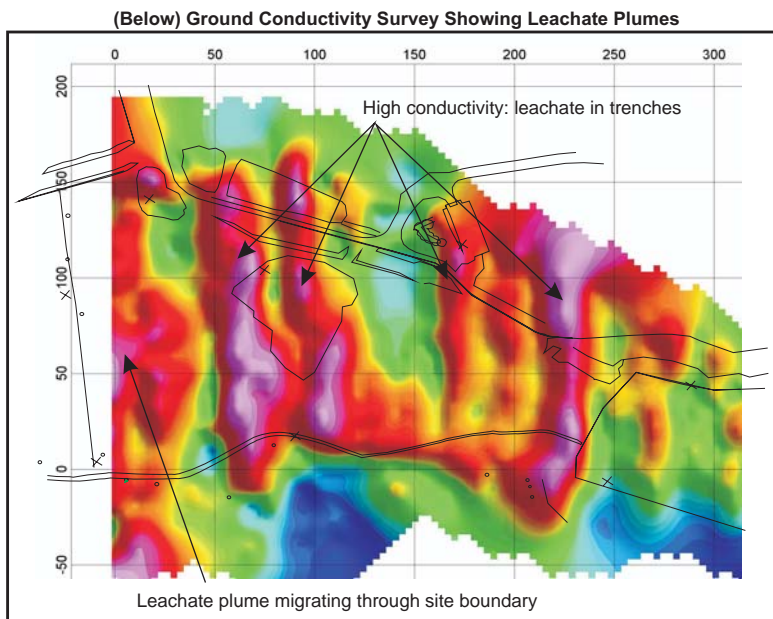 (Below) Ground Conductivity Survey Showing Leachate Plumes
0 50 100 150 200 250 300
High conductivity: leachate in trenches
200
150
100
50
0
-50
Leachate plume migrating through site boundary